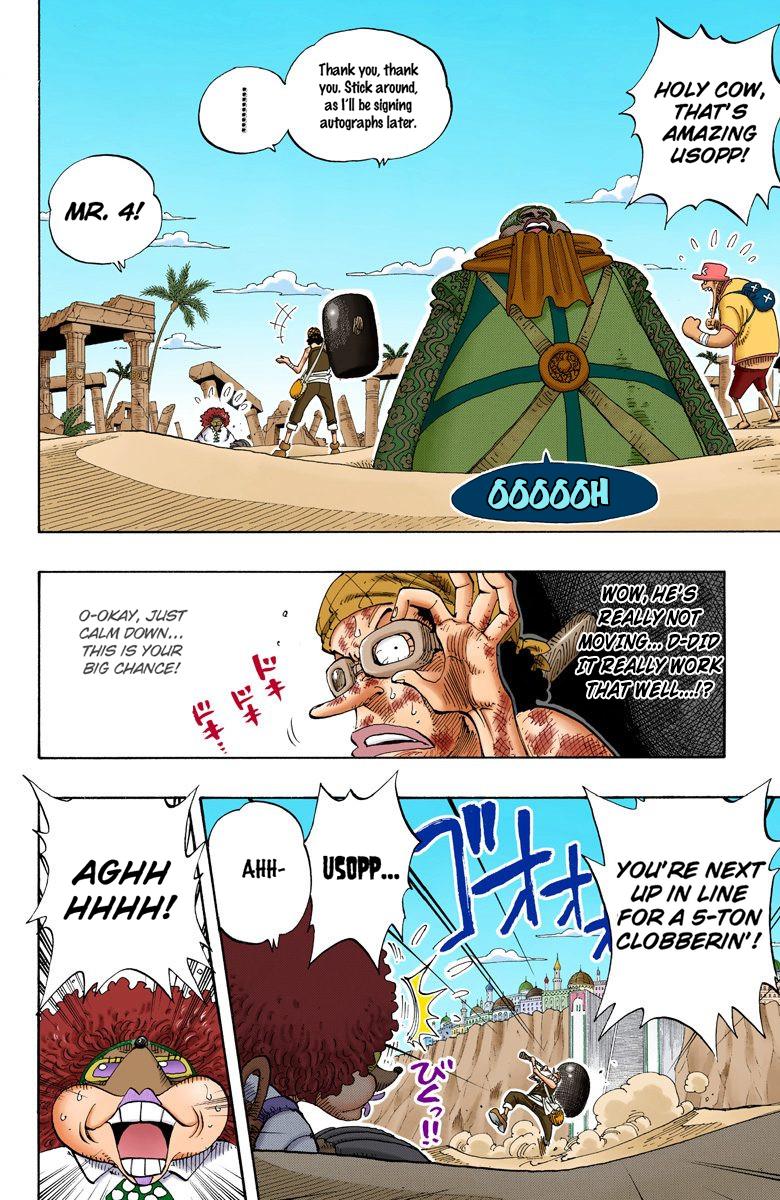 HOLY COW,
THAT'S
AMAZING
USOPP!
Thank you, thank
you. Stick around,
as I'll be signing
autographs later.
..........
MR. 4!
OOOOOH
WOW, HE'S
REALLY NOT
MOVING... D-DID
IT REALLY WORK
THAT WELL...!?
O-OKAY, JUST
CALM DOWN...
THIS IS YOUR
BIG CHANCE!
ドキ
ドキ
ドキ
YOU'RE NEXT
UP IN LINE
FOR A 5-TON
CLOBBERIN'!
ゴオオオ
USOPP...
AHH-
びくっ!!
AGHH
HHHH!